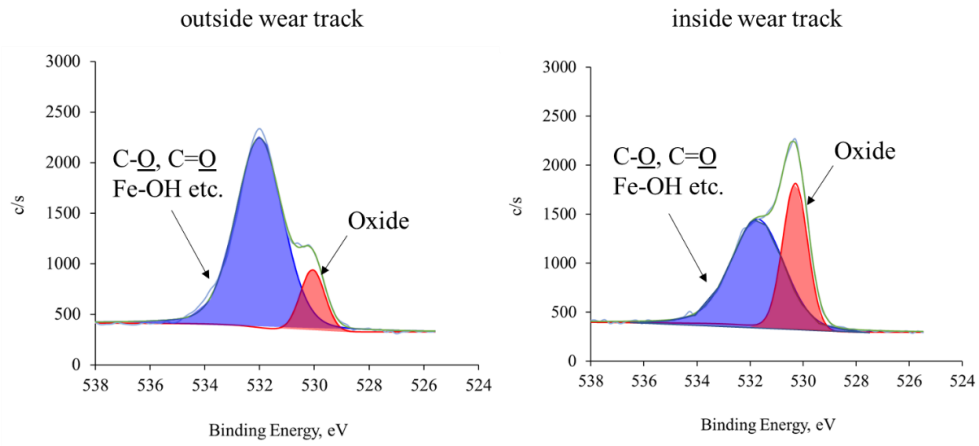 outside wear track
3000
2500
2000
1500
1000
500
0
c/s
C-O, C=O
Fe-OH etc.
Oxide
538 536 534 532 530 528 526 524
Binding Energy, eV
inside wear track
3000
2500
2000
1500
1000
500
0
c/s
C-O, C=O
Fe-OH etc.
Oxide
538 536 534 532 530 528 526 524
Binding Energy, eV